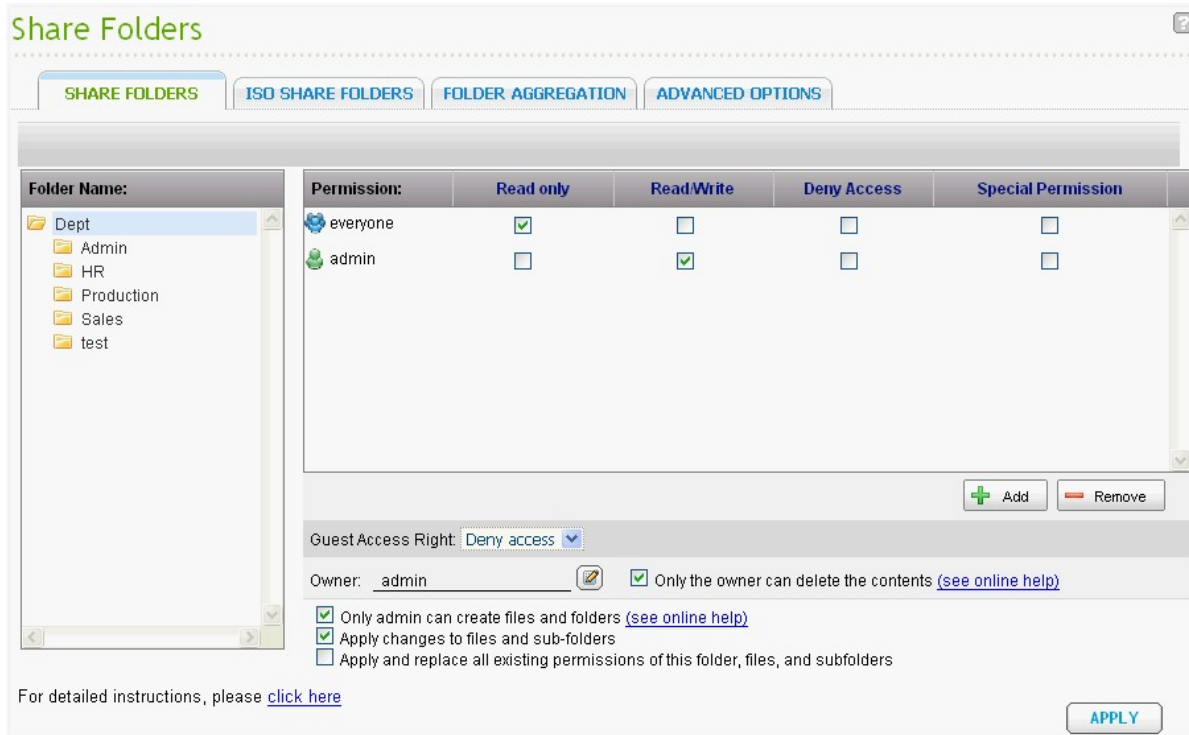 Share Folders
?
SHARE FOLDERS ISO SHARE FOLDERS FOLDER AGGREGATION ADVANCED OPTIONS
Folder Name:
Dept
Admin
HR
Production
Sales
test
Permission: Read only Read/Write Deny Access Special Permission
everyone
admin
Add Remove
Guest Access Right: Deny access
Owner: admin Only the owner can delete the contents (see online help)
Only admin can create files and folders (see online help)
Apply changes to files and sub-folders
Apply and replace all existing permissions of this folder, files, and subfolders
For detailed instructions, please click here
APPLY